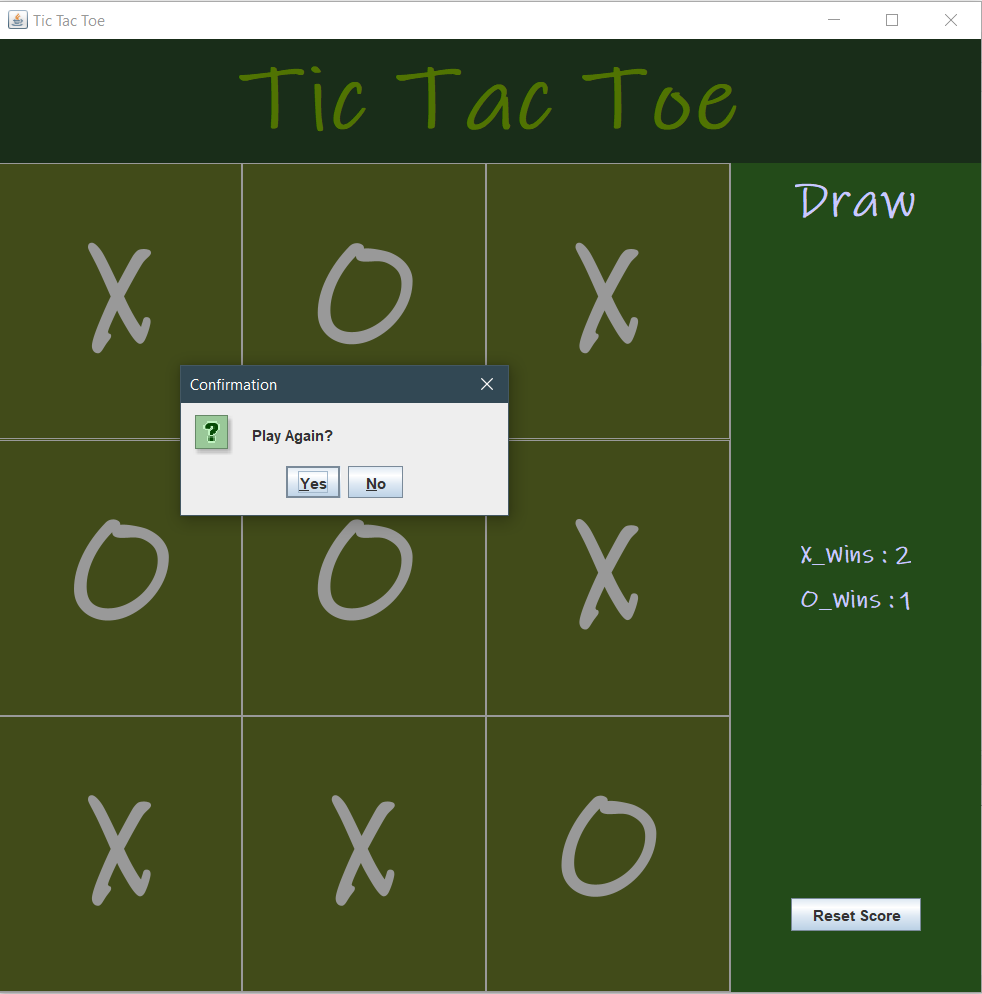 Tic Tac Toe
Tic Tac Toe
Draw
X O X
Confirmation
Play Again?
Yes No
O O X
X_Wins : 2
O_Wins : 1
X X O
Reset Score